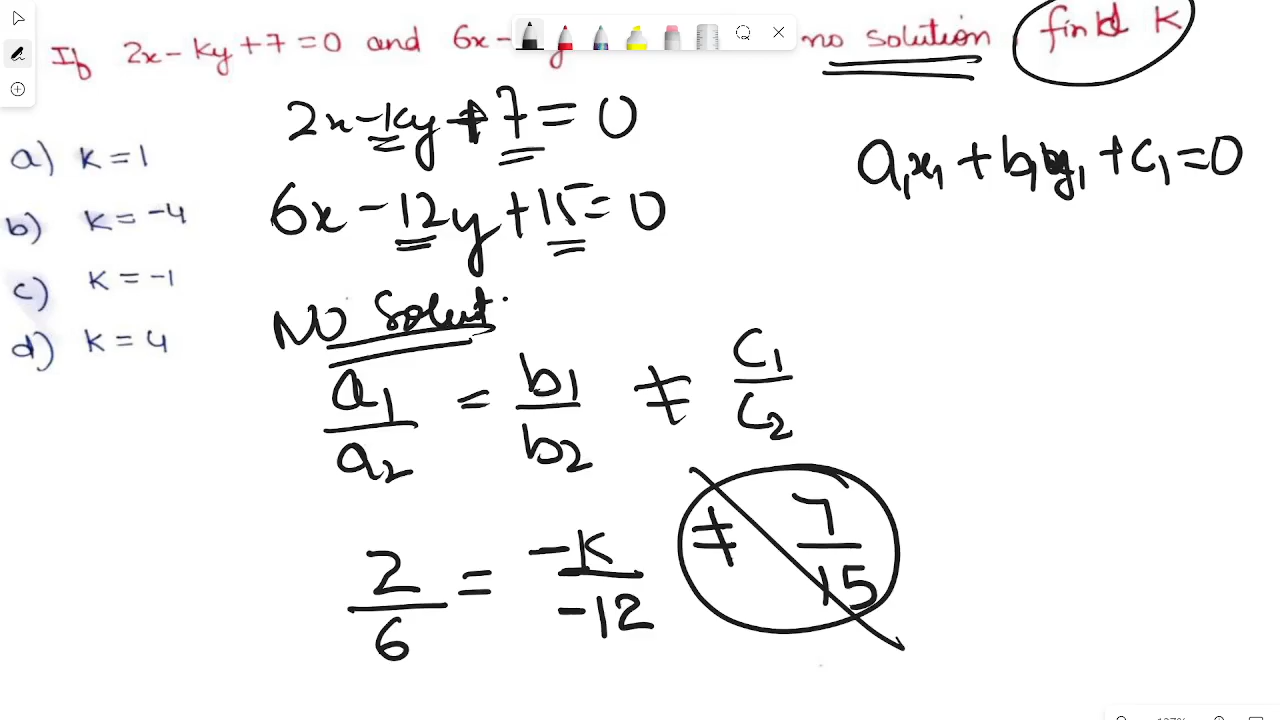 If 2x - ky + 7 = 0 and 6x - no solution, find k
2x - ky + 7 = 0
a₁x₁ + b₁y₁ + c₁ = 0
a) k = 1
6x - 12y + 15 = 0
b) k = -4
c) k = -1
NO Solut
d) k = 4
a₁/a₂ = b₁/b₂ ≠ c₁/c₂
2/6 = -k/-12 ≠ 7/15